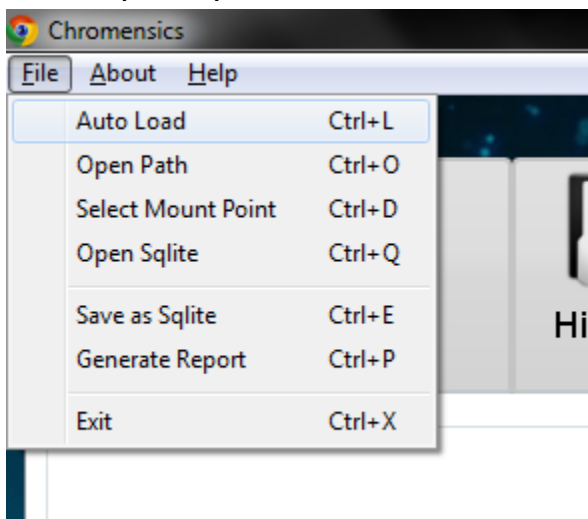 Chromensics
File About Help
Auto Load Ctrl+L
Open Path Ctrl+O
Select Mount Point Ctrl+D
Open Sqlite Ctrl+Q
Save as Sqlite Ctrl+E
Hi
Generate Report Ctrl+P
Exit Ctrl+X